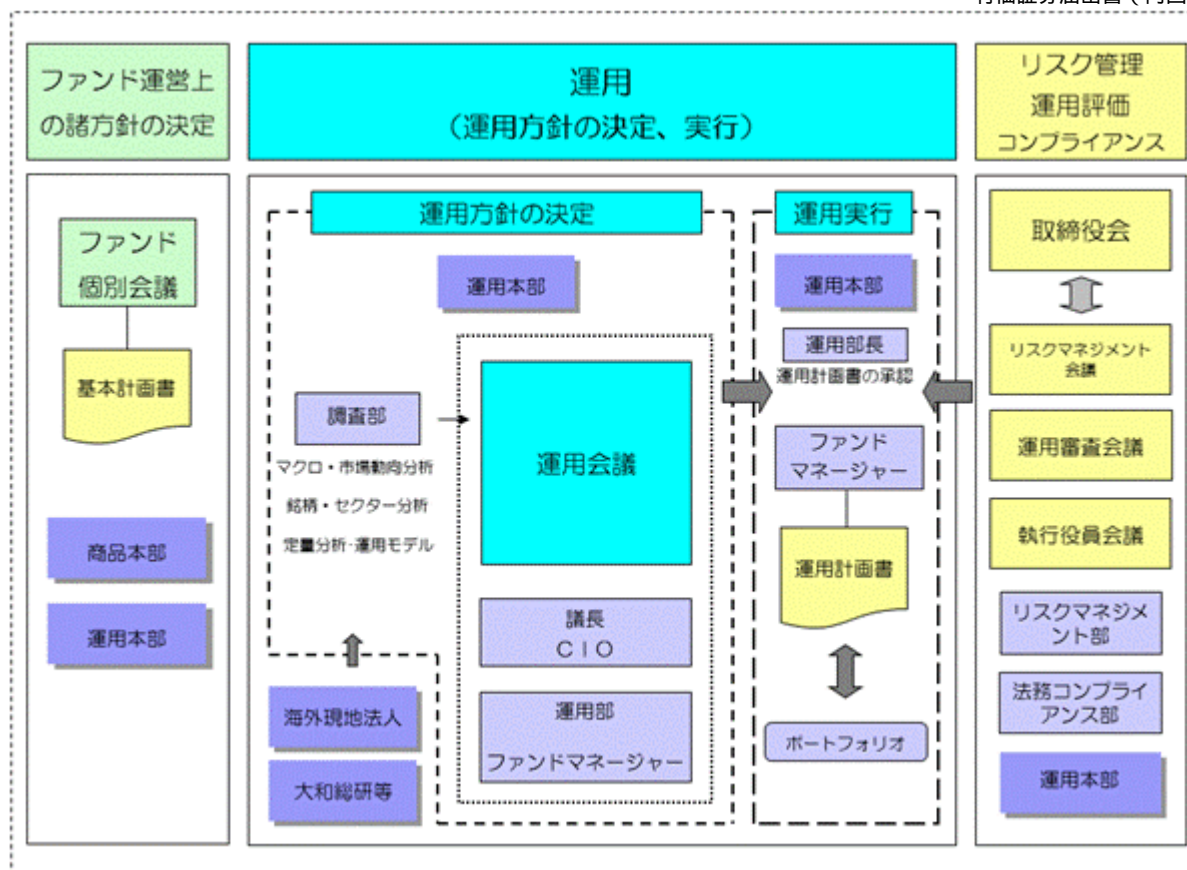 ファンド運営上
の諸方針の決定
運用
（運用方針の決定、実行）
リスク管理
運用評価
コンプライアンス
ファンド
個別会議
基本計画書
商品本部
運用本部
運用方針の決定
運用本部
調査部
マクロ・市場動向分析
銘柄・セクター分析
定量分析・運用モデル
運用会議
議長
ＣＩＯ
運用部
ファンドマネージャー
海外現地法人
大和総研等
運用実行
運用本部
運用部長
運用計画書の承認
ファンド
マネージャー
運用計画書
ポートフォリオ
取締役会
リスクマネジメント
会議
運用審査会議
執行役員会議
リスクマネジメ
ント部
法務コンプライ
アンス部
運用本部